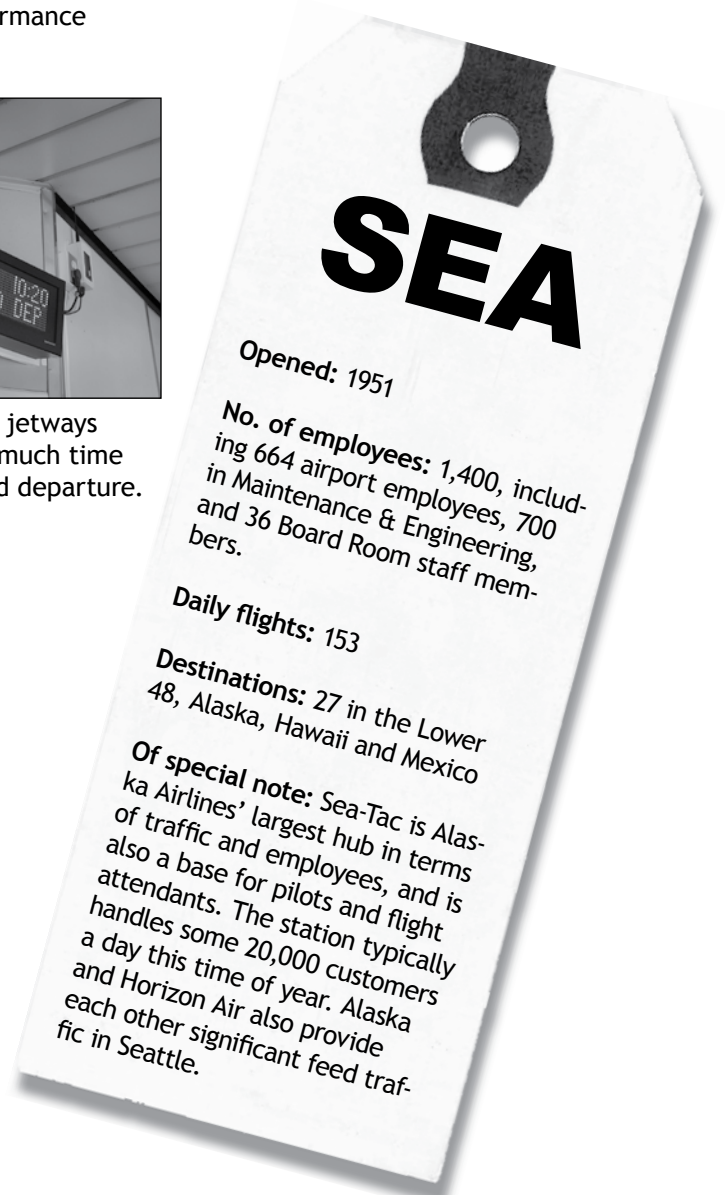 rmance
10:20
DEP
jetways
much time
d departure.
SEA
Opened: 1951
No. of employees: 1,400, includ-
ing 664 airport employees, 700
in Maintenance & Engineering,
and 36 Board Room staff mem-
bers.
Daily flights: 153
Destinations: 27 in the Lower
48, Alaska, Hawaii and Mexico
Of special note: Sea-Tac is Alas-
ka Airlines’ largest hub in terms
of traffic and employees, and is
also a base for pilots and flight
attendants. The station typically
handles some 20,000 customers
a day this time of year. Alaska
and Horizon Air also provide
each other significant feed traf-
fic in Seattle.